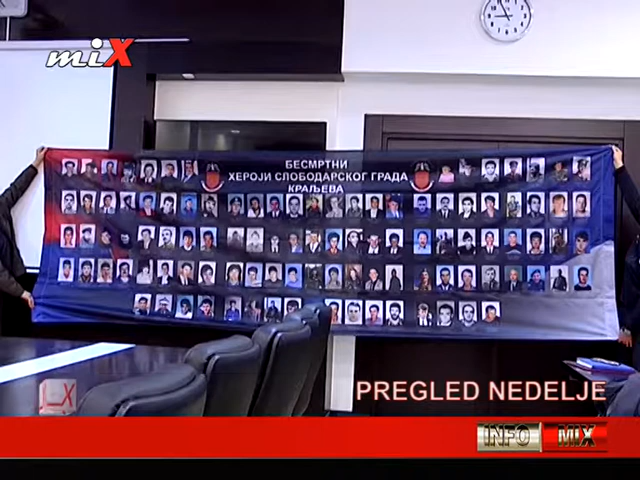 miX
БЕСМРТНИ
ХЕРОЈИ СЛОБОДАРСКОГ ГРАДА
КРАЉЕВА
PREGLED NEDELJE
INFO MIX